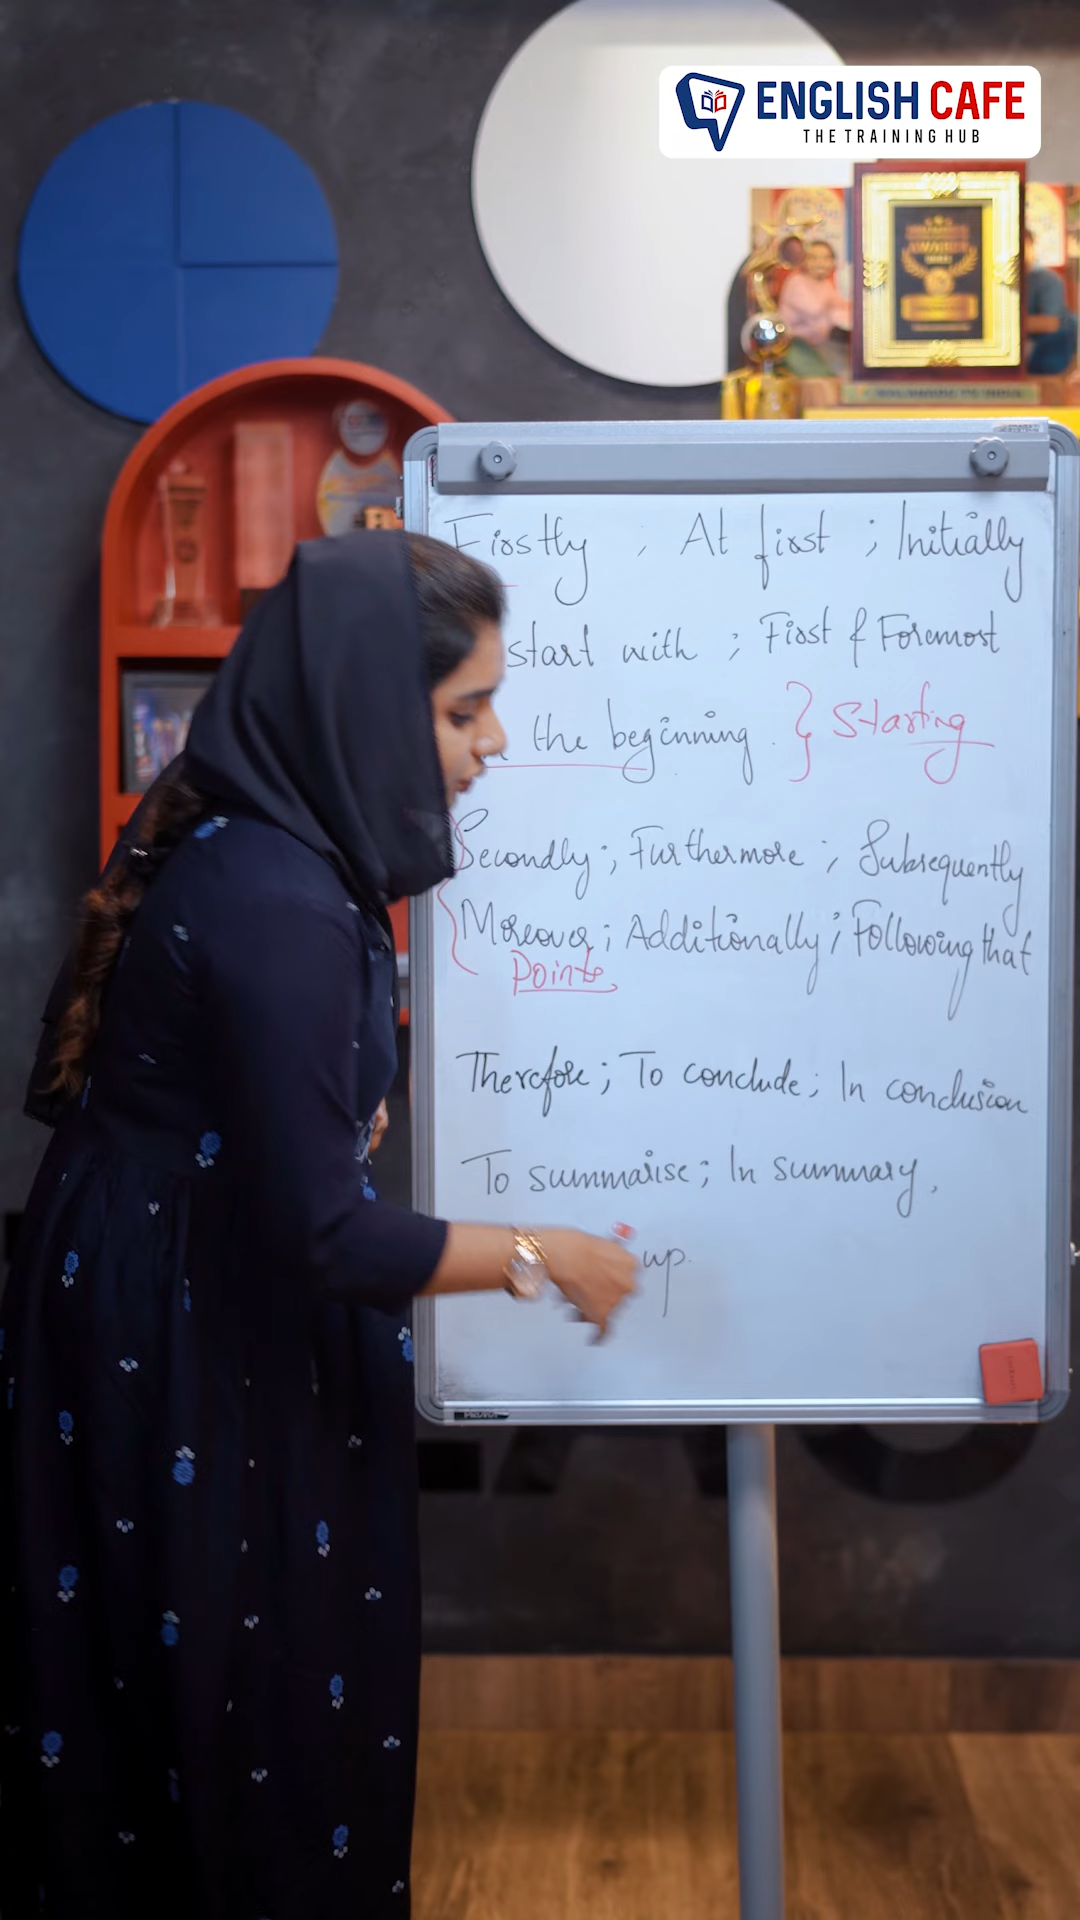 ENGLISH CAFE
THE TRAINING HUB
Firstly , At first ; Initially
start with ; First & Foremost
the beginning . } Starting
Secondly ; Furthermore ; Subsequently
Moreover ; Additionally ; Following that
Points
Therefore ; To conclude ; In conclusion
To summarise ; In summary ,
up.